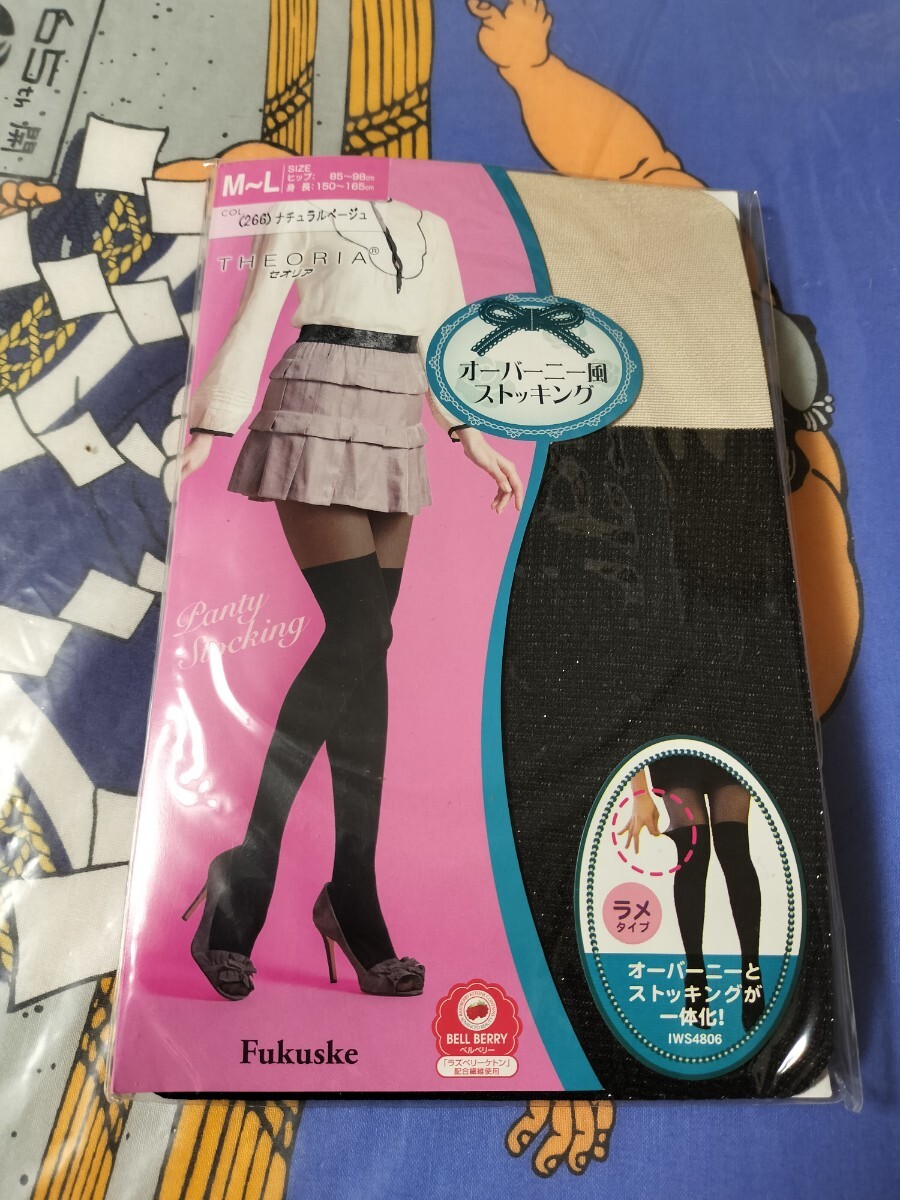 65th 開
M~L
SIZE
ヒップ: 85~98cm
身長:150~165cm
COL
(266) ナチュラルベージュ
THEORIA®
セオリア
オーバーニー風
ストッキング
Panty
Stocking
ラメ
タイプ
オーバーニーと
ストッキングが
一体化!
IWS4806
BELL BERRY
ベルベリー
「ラズベリーケトン」
配合繊維使用
Fukuske